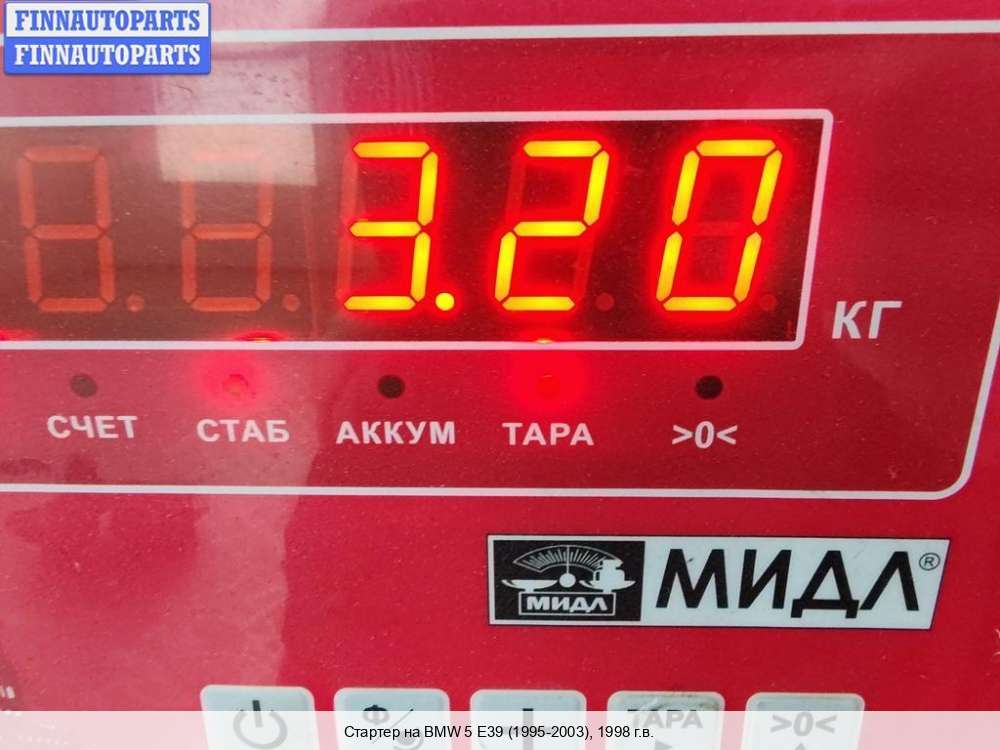 FINNAUTOPARTS
FINNAUTOPARTS
3.20
КГ
СЧЕТ СТАБ АККУМ ТАРА >0<
МИДЛ МИДЛ®
Ф/
ТАРА >0<
Стартер на BMW 5 E39 (1995-2003), 1998 г.в.